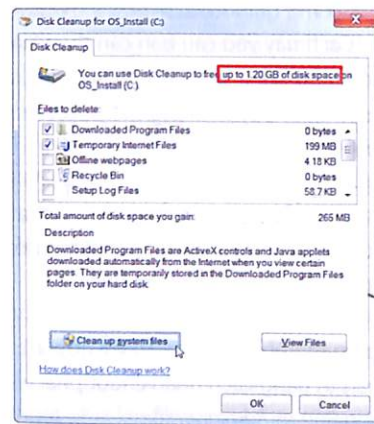 Disk Cleanup for OS_Install (C:)
Disk Cleanup
You can use Disk Cleanup to free up to 1.20 GB of disk space on
OS_Install (C:)
Files to delete:
Downloaded Program Files 0 bytes
Temporary Internet Files 199 MB
Offline webpages 4.18 KB
Recycle Bin 0 bytes
Setup Log Files 58.7 KB
Total amount of disk space you gain: 265 MB
Description
Downloaded Program Files are ActiveX controls and Java applets
downloaded automatically from the Internet when you view certain
pages. They are temporarily stored in the Downloaded Program Files
folder on your hard disk.
Clean up system files
View Files
How does Disk Cleanup work?
OK Cancel